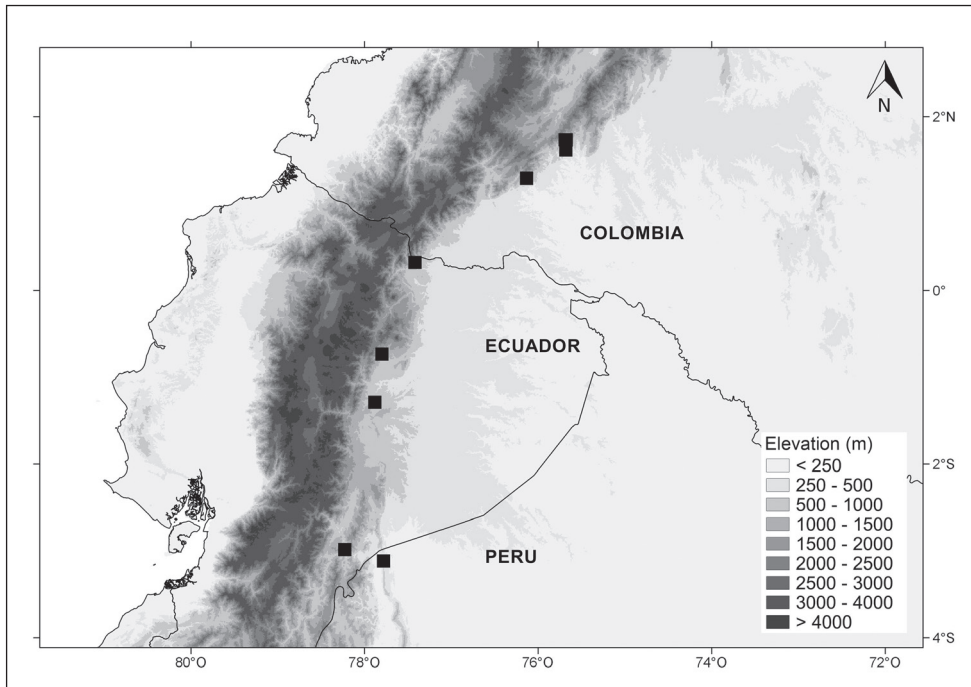 N
2°N
COLOMBIA
0°
ECUADOR
Elevation (m)
< 250
2°S
250 - 500
500 - 1000
1000 - 1500
1500 - 2000
PERU
2000 - 2500
2500 - 3000
3000 - 4000
> 4000
4°S
80°O
78°O
76°O
74°O
72°O